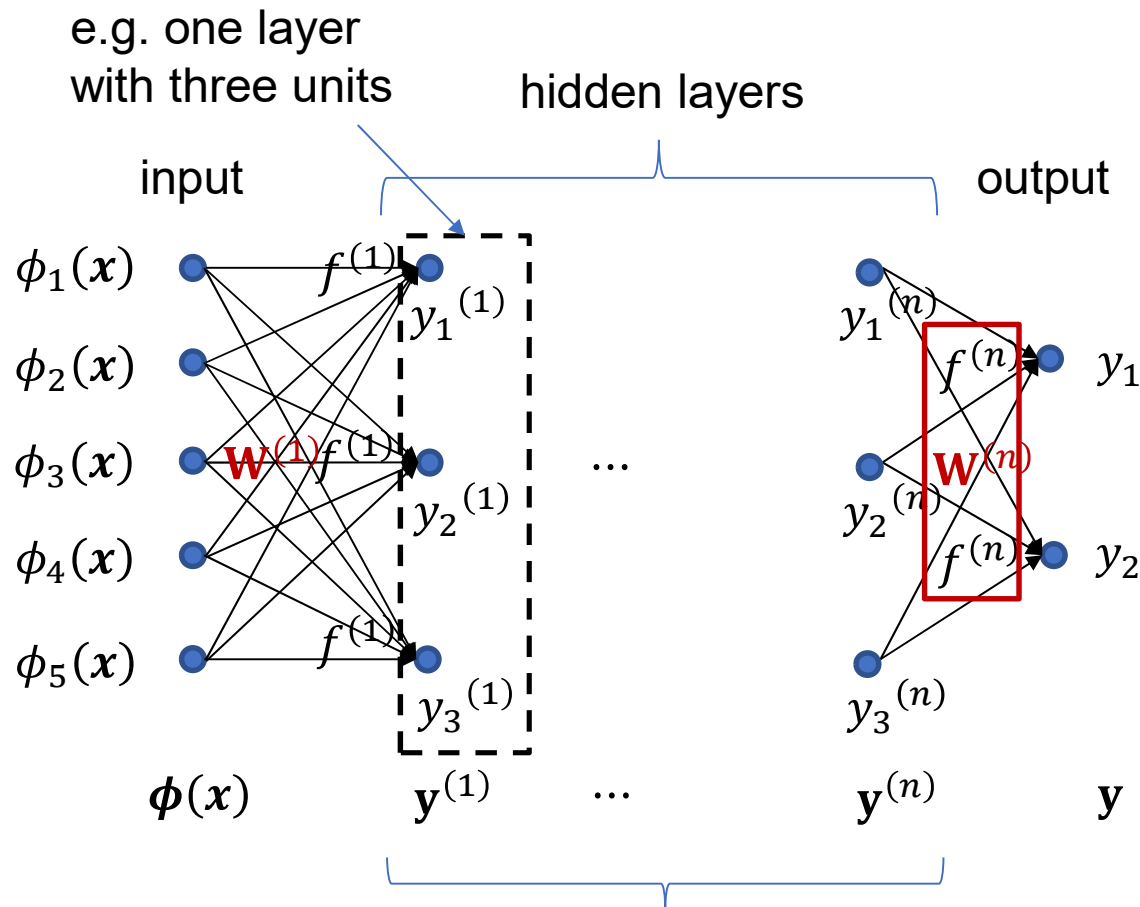 e.g. one layer
with three units
hidden layers
input
output
ϕ₁(𝒙)
f⁽¹⁾
y₁⁽¹⁾
y₁⁽ⁿ⁾
ϕ₂(𝒙)
f⁽ⁿ⁾
y₁
ϕ₃(𝒙)
𝐖⁽¹⁾
f⁽¹⁾
y₂⁽¹⁾
...
y₂⁽ⁿ⁾
𝐖⁽ⁿ⁾
ϕ₄(𝒙)
f⁽ⁿ⁾
y₂
ϕ₅(𝒙)
f⁽¹⁾
y₃⁽¹⁾
y₃⁽ⁿ⁾
𝝓(𝒙)
𝐲⁽¹⁾
...
𝐲⁽ⁿ⁾
𝐲